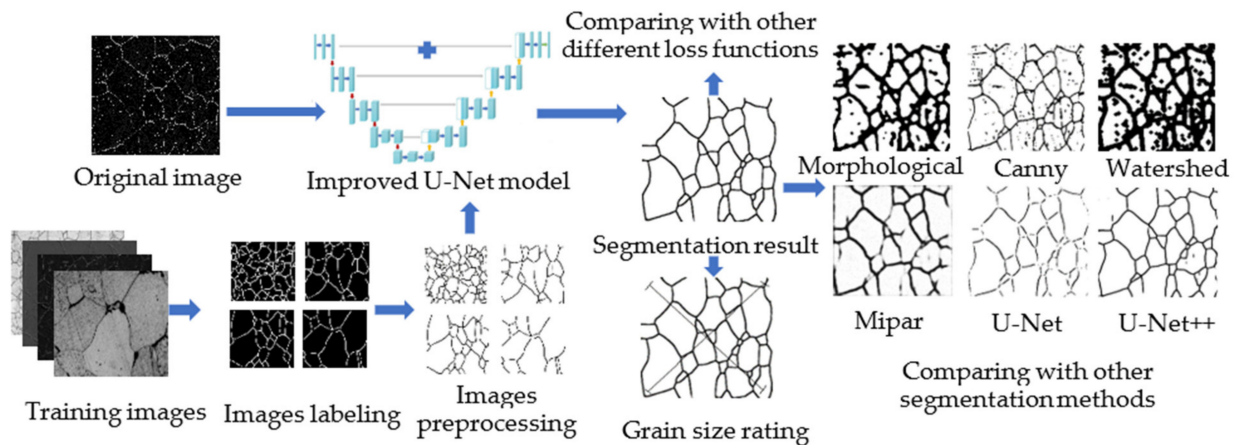 Comparing with other
different loss functions
Original image
Improved U-Net model
Morphological
Canny
Watershed
Segmentation result
Mipar
U-Net
U-Net++
Training images
Images labeling
Images
preprocessing
Grain size rating
Comparing with other
segmentation methods